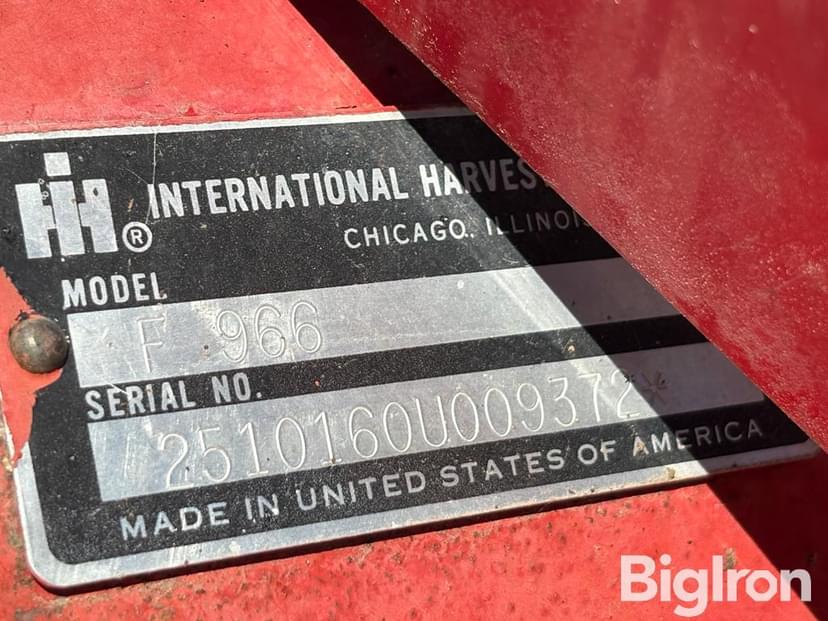 IH ®
INTERNATIONAL HARVES
CHICAGO, ILLINOIS
MODEL
F 966
SERIAL NO.
2510160U009372*
MADE IN UNITED STATES OF AMERICA
BigIron